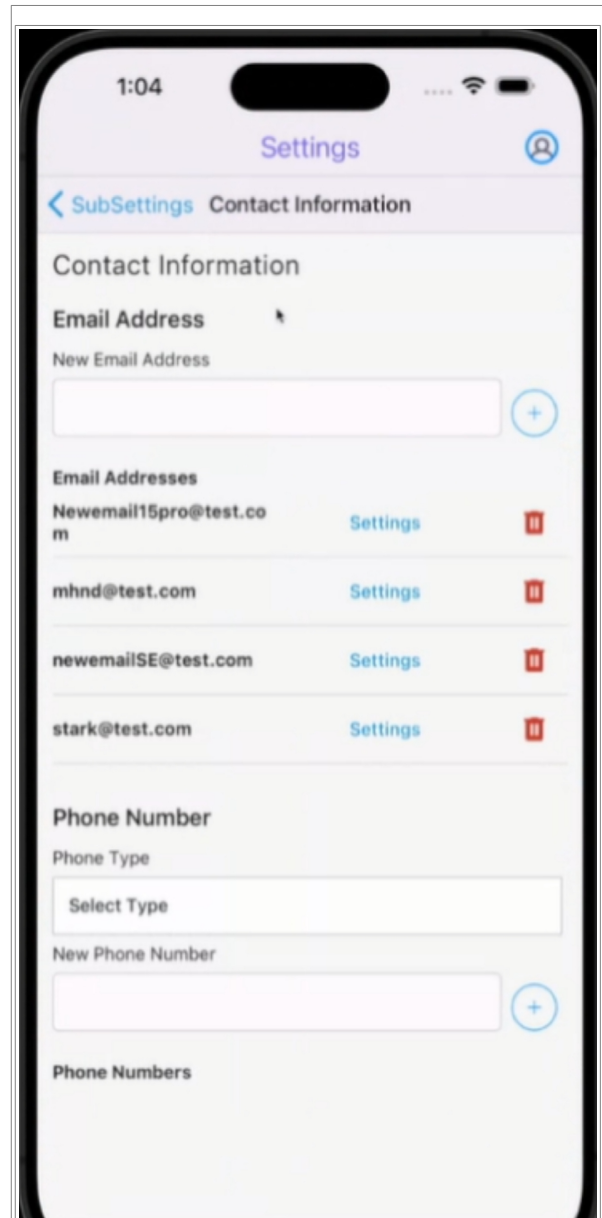 1:04
Settings
SubSettings Contact Information
Contact Information
Email Address
New Email Address
Email Addresses
Newemail15pro@test.co
m
Settings
mhnd@test.com Settings
newemailSE@test.com Settings
stark@test.com Settings
Phone Number
Phone Type
Select Type
New Phone Number
Phone Numbers